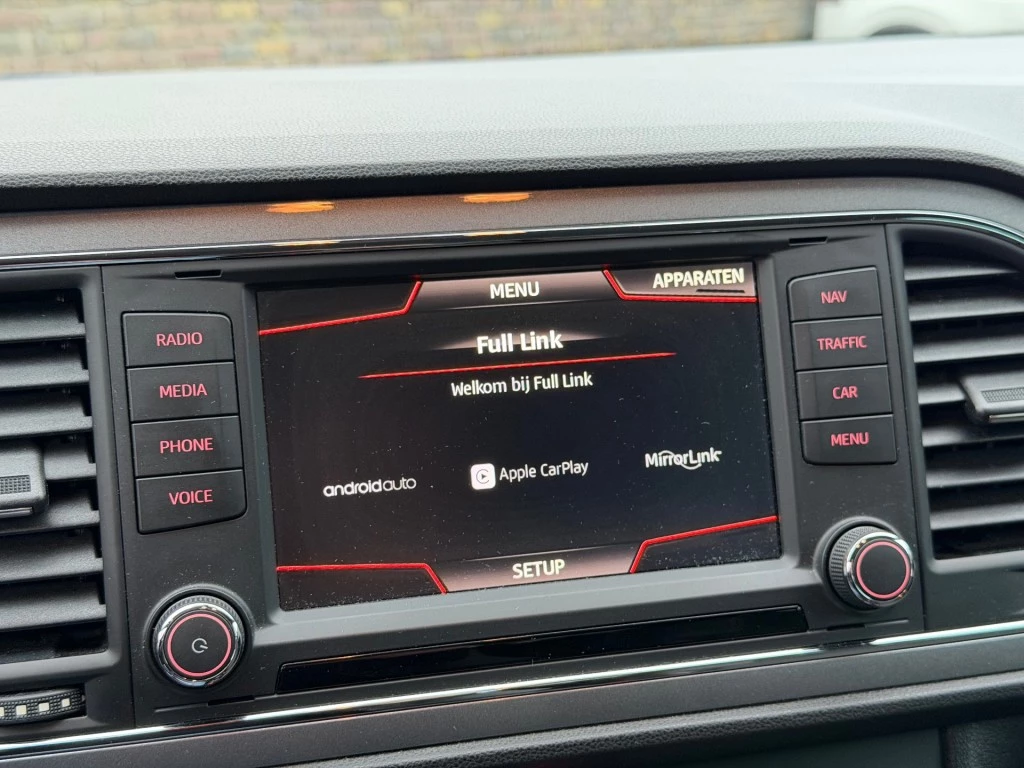 MENU
APPARATEN
Full Link
Welkom bij Full Link
androidauto
Apple CarPlay
MirrorLink
SETUP
RADIO
MEDIA
PHONE
VOICE
NAV
TRAFFIC
CAR
MENU